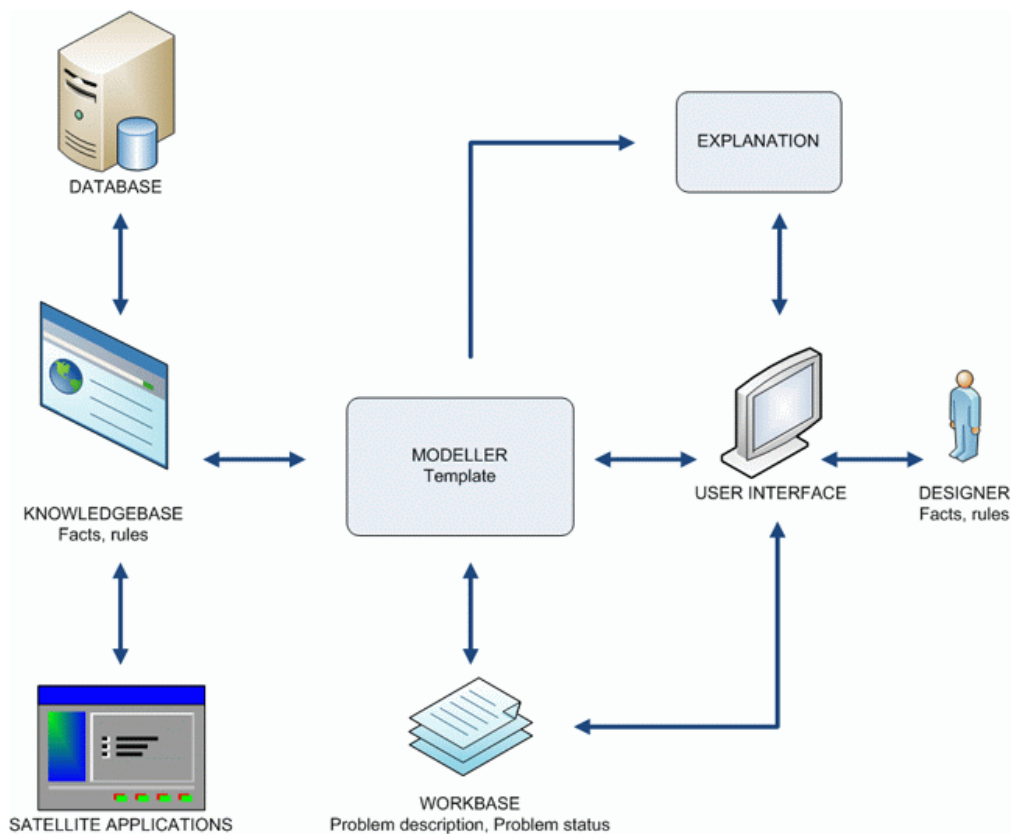 DATABASE
EXPLANATION
MODELLER
Template
USER INTERFACE
DESIGNER
Facts, rules
KNOWLEDGEBASE
Facts, rules
SATELLITE APPLICATIONS
WORKBASE
Problem description, Problem status